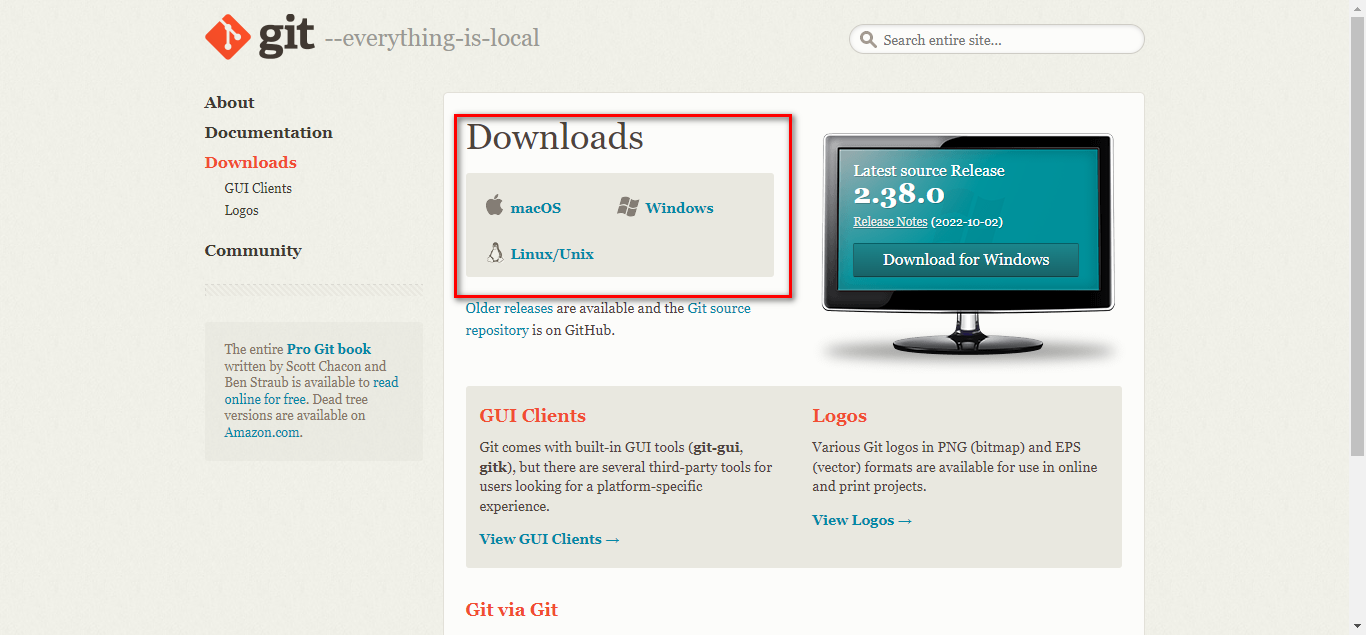 git --everything-is-local
Search entire site...
About
Documentation
Downloads
GUI Clients
Logos
Community
The entire Pro Git book
written by Scott Chacon and
Ben Straub is available to read
online for free. Dead tree
versions are available on
Amazon.com.
Downloads
macOS
Windows
Linux/Unix
Older releases are available and the Git source
repository is on GitHub.
Latest source Release
2.38.0
Release Notes (2022-10-02)
Download for Windows
GUI Clients
Git comes with built-in GUI tools (git-gui,
gitk), but there are several third-party tools for
users looking for a platform-specific
experience.
View GUI Clients →
Logos
Various Git logos in PNG (bitmap) and EPS
(vector) formats are available for use in online
and print projects.
View Logos →
Git via Git